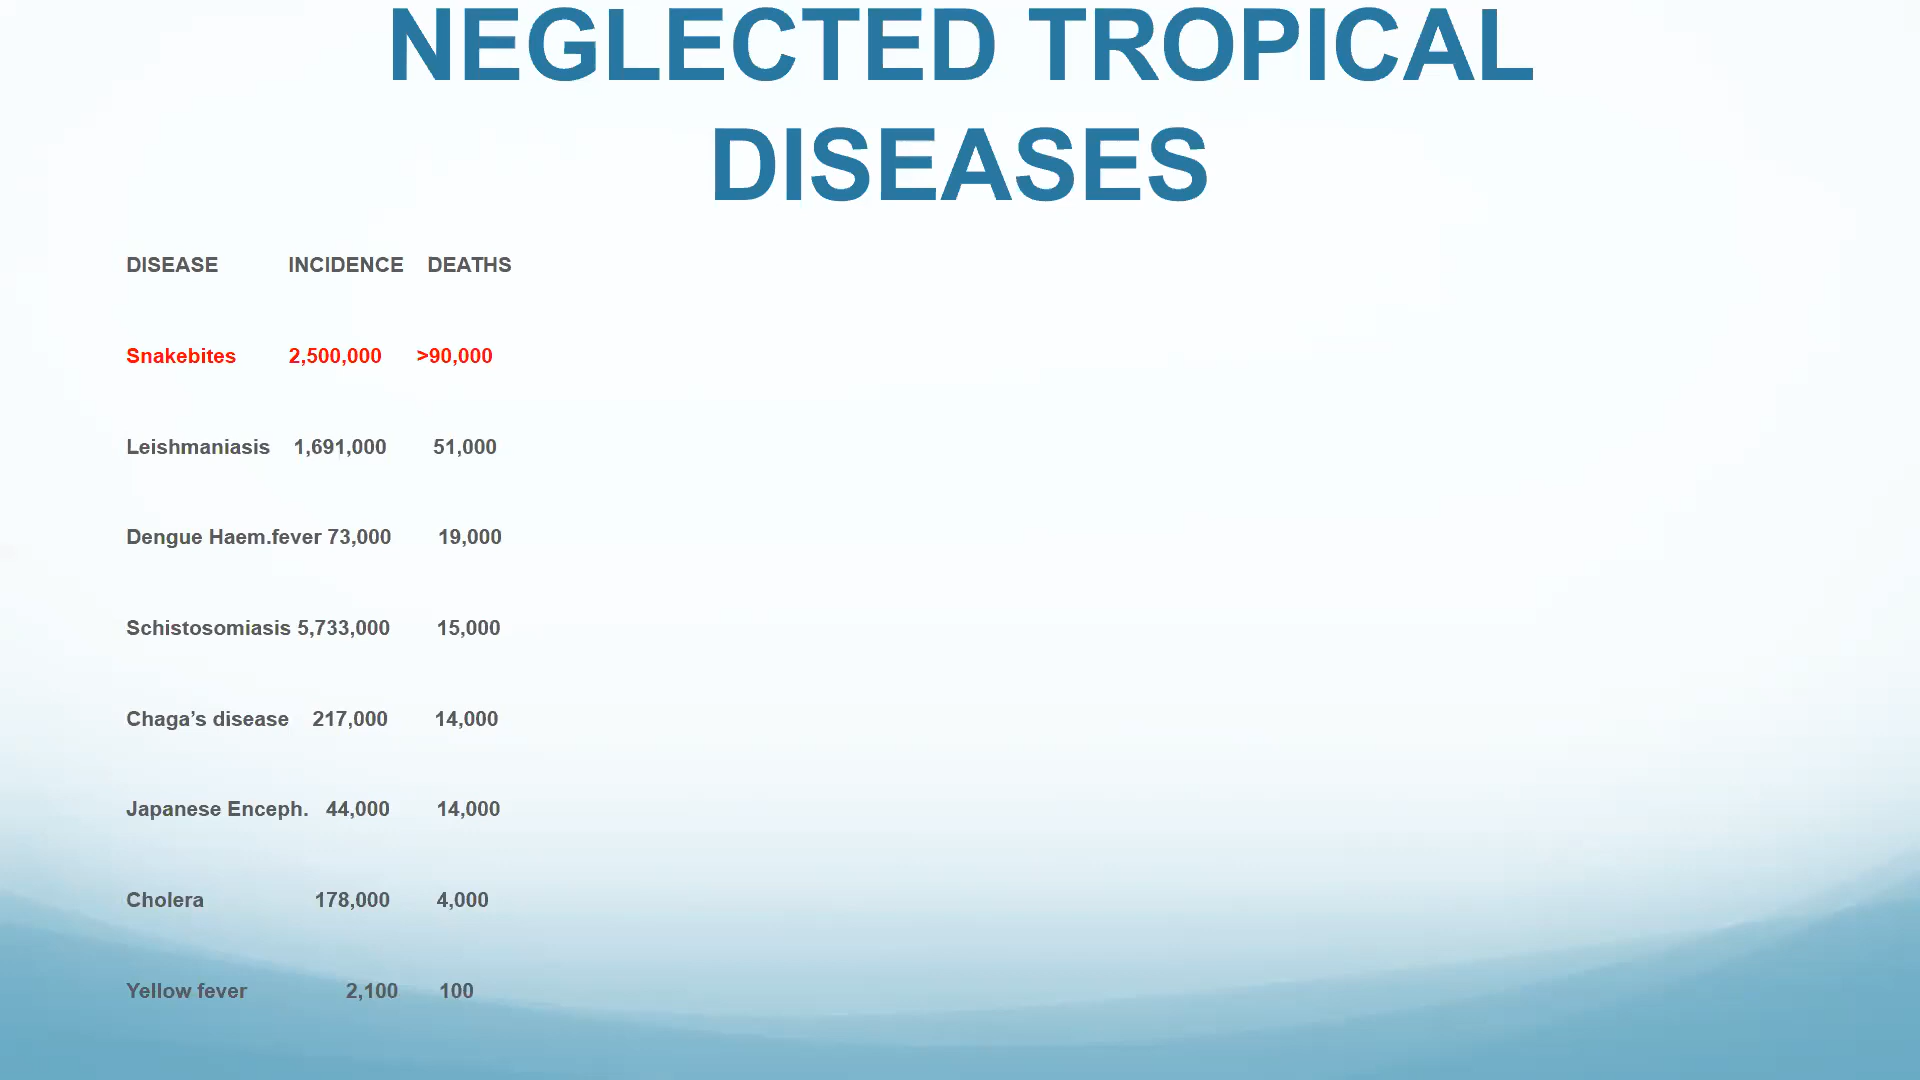 NEGLECTED TROPICAL
DISEASES
DISEASE INCIDENCE DEATHS
Snakebites 2,500,000 >90,000
Leishmaniasis 1,691,000 51,000
Dengue Haem.fever 73,000 19,000
Schistosomiasis 5,733,000 15,000
Chaga’s disease 217,000 14,000
Japanese Enceph. 44,000 14,000
Cholera 178,000 4,000
Yellow fever 2,100 100